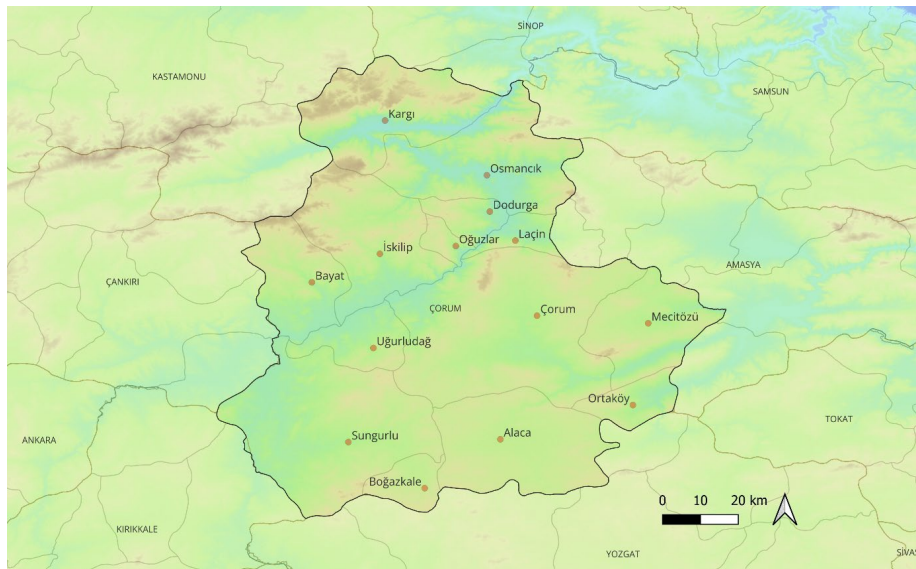 SİNOP
KASTAMONU
SAMSUN
Kargı
Osmancık
Dodurga
Oğuzlar
Laçin
İskilip
AMASYA
Bayat
ÇANKIRI
ÇORUM
Çorum
Mecitözü
Uğurludağ
Ortaköy
TOKAT
ANKARA
Sungurlu
Alaca
Boğazkale
0 10 20 km
KIRIKKALE
YOZGAT
SİVAS